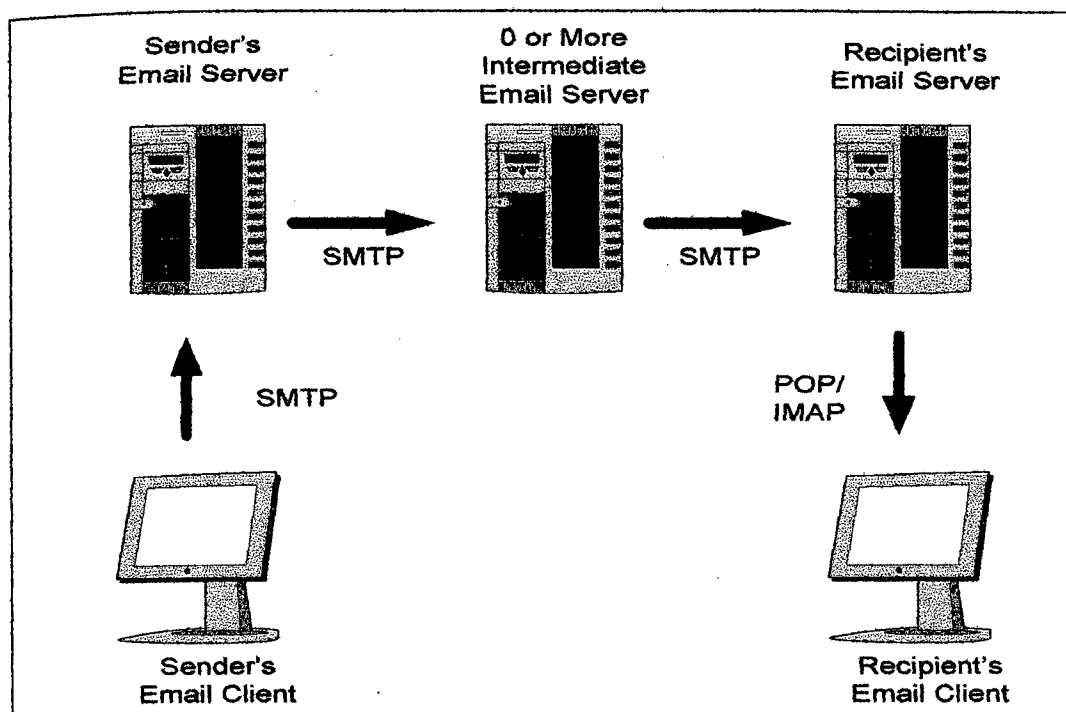 Sender's
Email Server
0 or More
Intermediate
Email Server
Recipient's
Email Server
SMTP
SMTP
SMTP
POP/
IMAP
Sender's
Email Client
Recipient's
Email Client